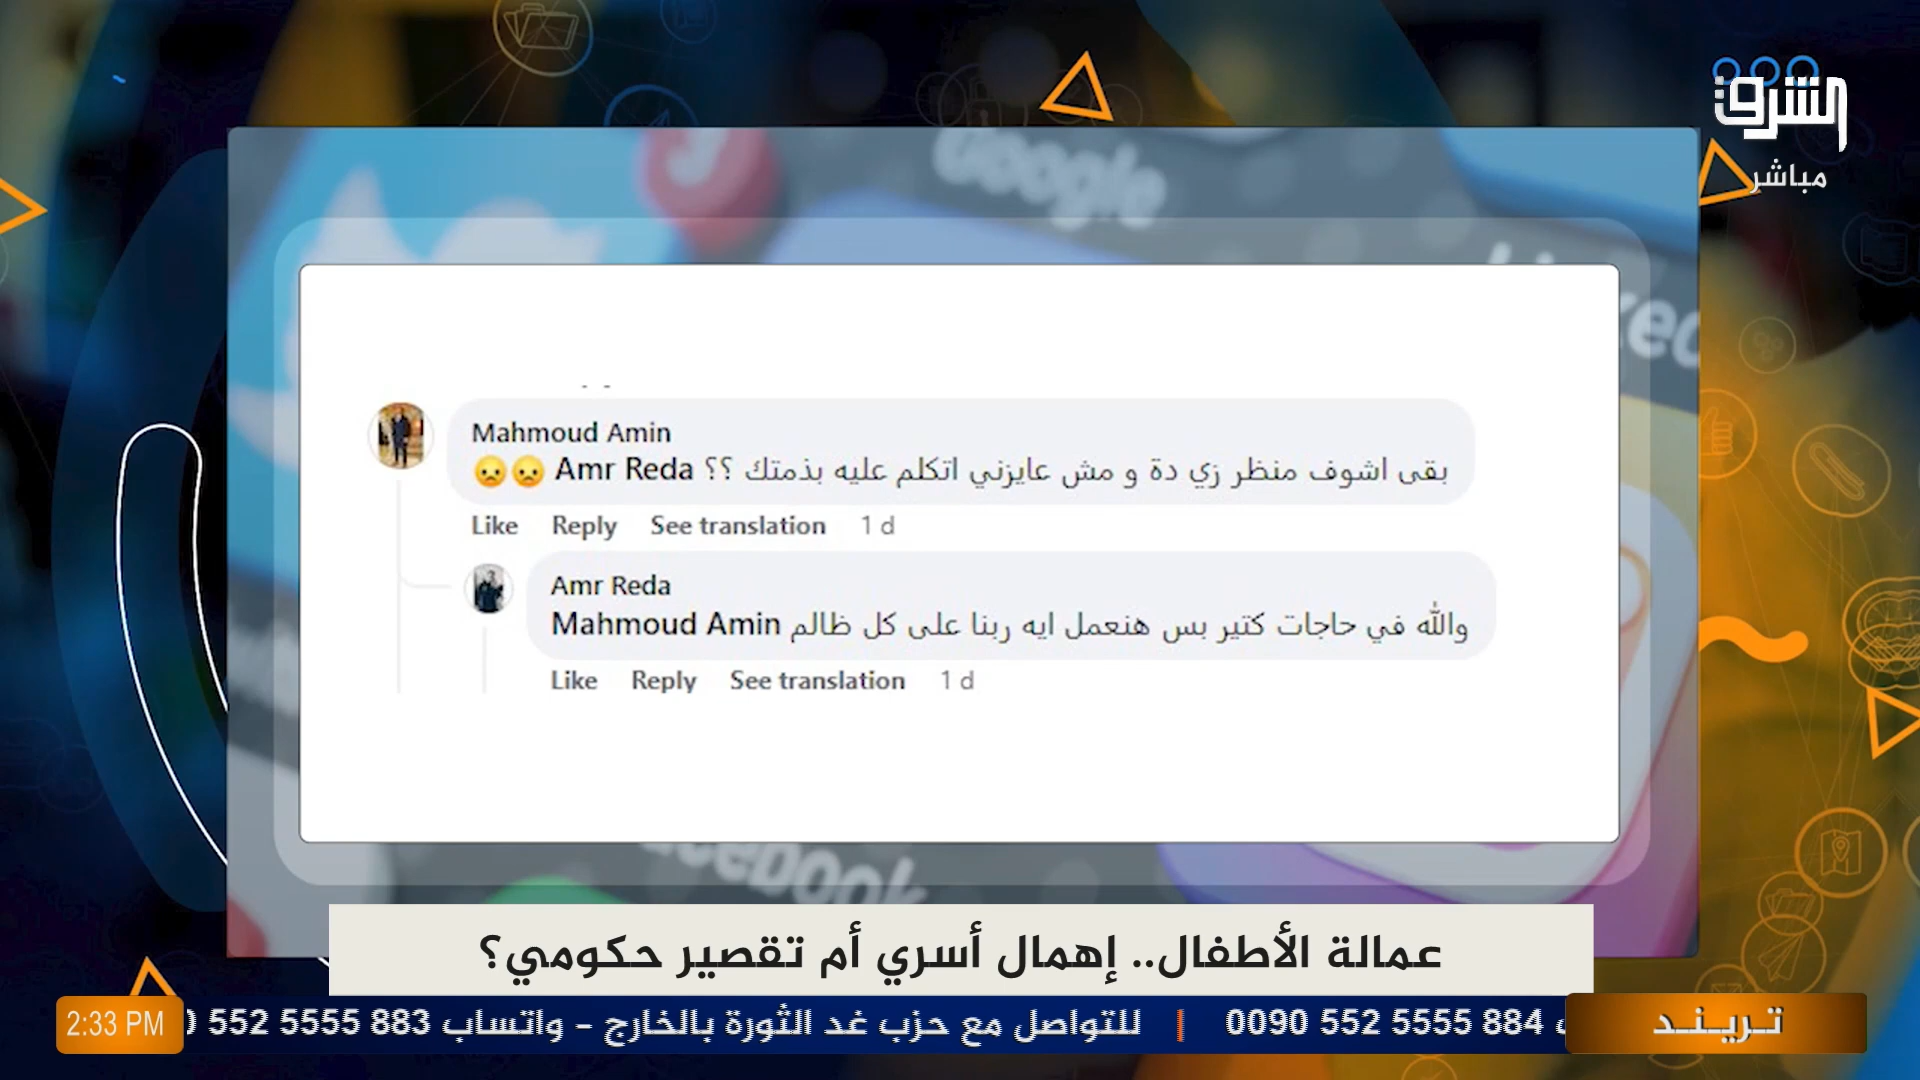 الشرق
مباشر
Google
Mahmoud Amin
بقى اشوف منظر زي دة و مش عايزني اتكلم عليه بذمتك ؟؟ Amr Reda 😞😞
Like Reply See translation 1 d
Amr Reda
والله في حاجات كتير بس هنعمل ايه ربنا على كل ظالم Mahmoud Amin
Like Reply See translation 1 d
عمالة الأطفال.. إهمال أسري أم تقصير حكومي؟
تريند
0090 552 5555 884 | للتواصل مع حزب غد الثورة بالخارج - واتساب 883 5555 552
2:33 PM